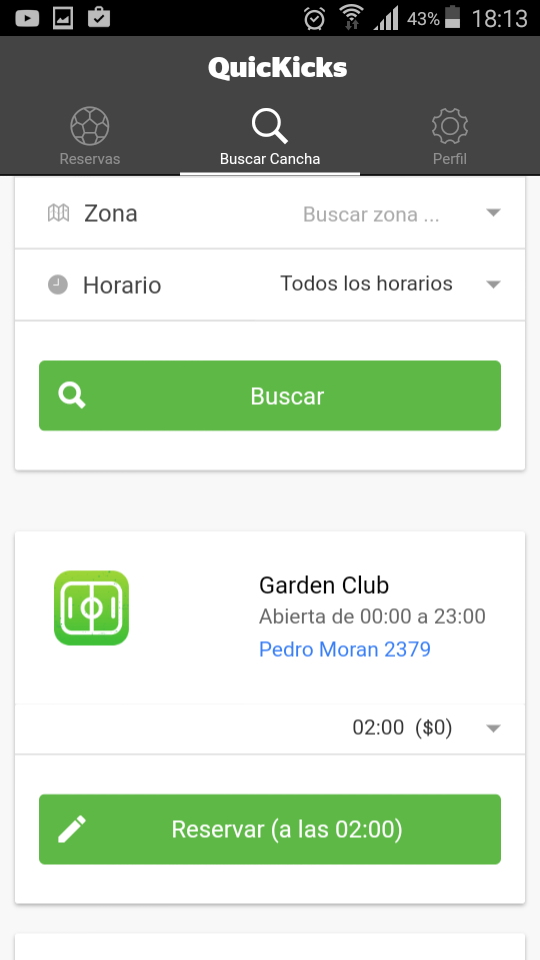 43% 18:13
QuicKicks
Reservas Buscar Cancha Perfil
Zona Buscar zona ...
Horario Todos los horarios
Buscar
Garden Club
Abierta de 00:00 a 23:00
Pedro Moran 2379
02:00 ($0)
Reservar (a las 02:00)